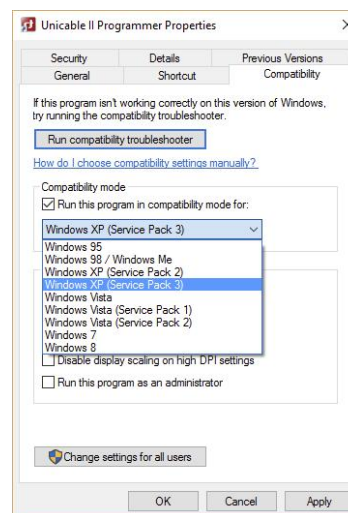 Unicable II Programmer Properties
Security Details Previous Versions
General Shortcut Compatibility
If this program isn't working correctly on this version of Windows,
try running the compatibility troubleshooter.
Run compatibility troubleshooter
How do I choose compatibility settings manually?
Compatibility mode
Run this program in compatibility mode for:
Windows XP (Service Pack 3)
Windows 95
Windows 98 / Windows Me
Windows XP (Service Pack 2)
Windows XP (Service Pack 3)
Windows Vista
Windows Vista (Service Pack 1)
Windows Vista (Service Pack 2)
Windows 7
Windows 8
Disable display scaling on high DPI settings
Run this program as an administrator
Change settings for all users
OK Cancel Apply